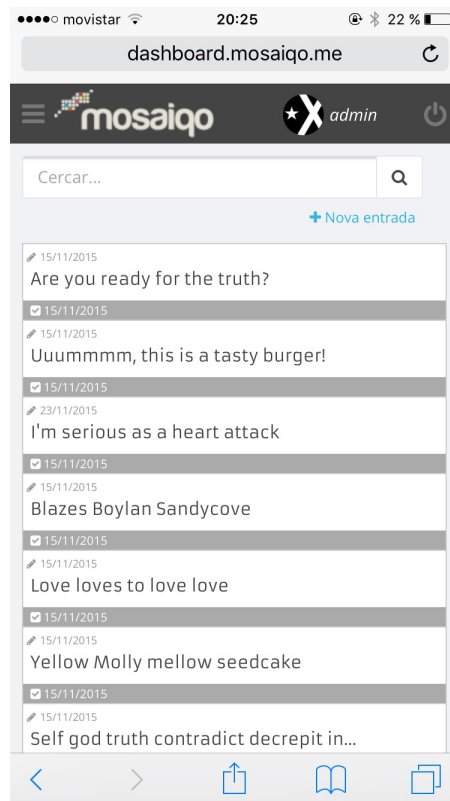 movistar 20:25 22 %
dashboard.mosaiqo.me
mosaiqo admin
Cercar...
Nova entrada
15/11/2015
Are you ready for the truth?
15/11/2015
15/11/2015
Uuummmm, this is a tasty burger!
15/11/2015
23/11/2015
I'm serious as a heart attack
15/11/2015
15/11/2015
Blazes Boylan Sandycove
15/11/2015
15/11/2015
Love loves to love love
15/11/2015
15/11/2015
Yellow Molly mellow seedcake
15/11/2015
15/11/2015
Self god truth contradict decrepit in...